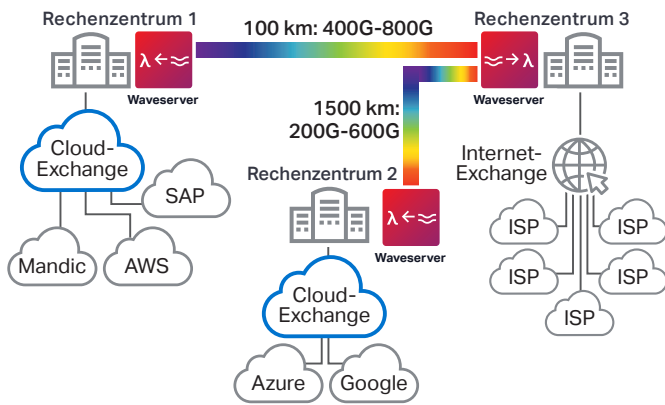 Rechenzentrum 1
100 km: 400G-800G
Rechenzentrum 3
λ
λ
Waveserver
Waveserver
1500 km:
200G-600G
Cloud-
Exchange
Internet-
Exchange
Rechenzentrum 2
SAP
λ
Waveserver
ISP
ISP
Mandic
AWS
ISP
ISP
Cloud-
Exchange
ISP
Azure
Google